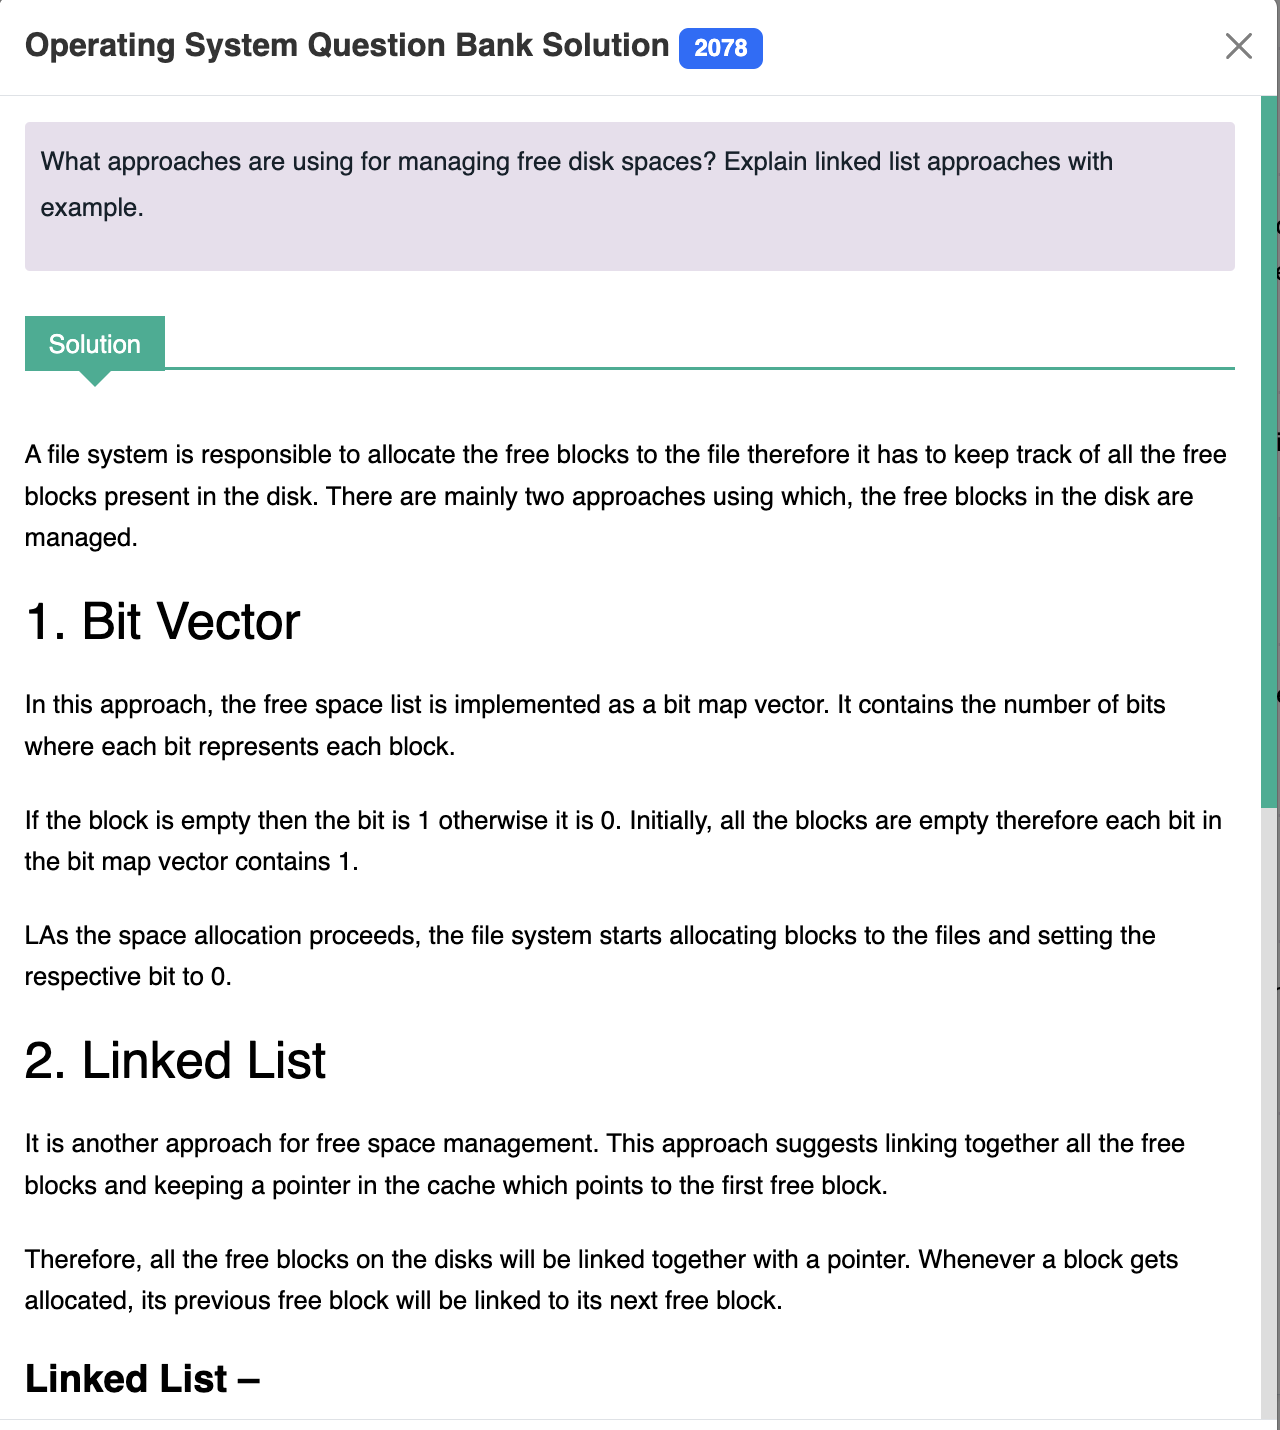 Operating System Question Bank Solution 2078
What approaches are using for managing free disk spaces? Explain linked list approaches with
example.
Solution
A file system is responsible to allocate the free blocks to the file therefore it has to keep track of all the free
blocks present in the disk. There are mainly two approaches using which, the free blocks in the disk are
managed.
1. Bit Vector
In this approach, the free space list is implemented as a bit map vector. It contains the number of bits
where each bit represents each block.
If the block is empty then the bit is 1 otherwise it is 0. Initially, all the blocks are empty therefore each bit in
the bit map vector contains 1.
LAs the space allocation proceeds, the file system starts allocating blocks to the files and setting the
respective bit to 0.
2. Linked List
It is another approach for free space management. This approach suggests linking together all the free
blocks and keeping a pointer in the cache which points to the first free block.
Therefore, all the free blocks on the disks will be linked together with a pointer. Whenever a block gets
allocated, its previous free block will be linked to its next free block.
Linked List –